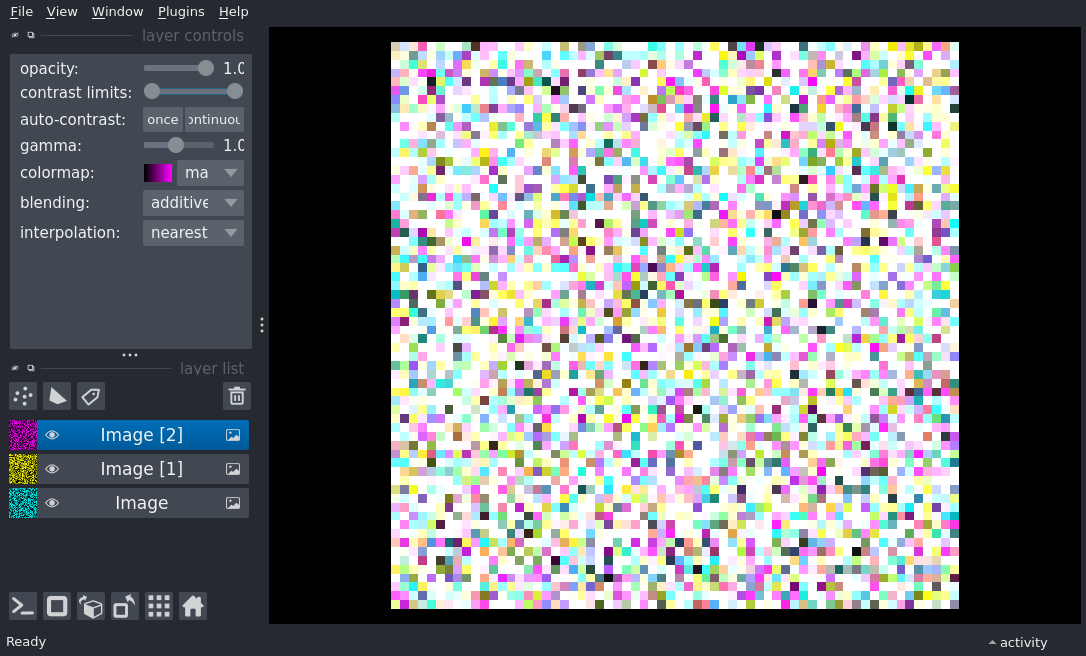 File View Window Plugins Help
layer controls
opacity: 1.0
contrast limits:
auto-contrast: once ontinuou
gamma: 1.0
colormap: ma
blending: additive
interpolation: nearest
layer list
Image [2]
Image [1]
Image
Ready
activity